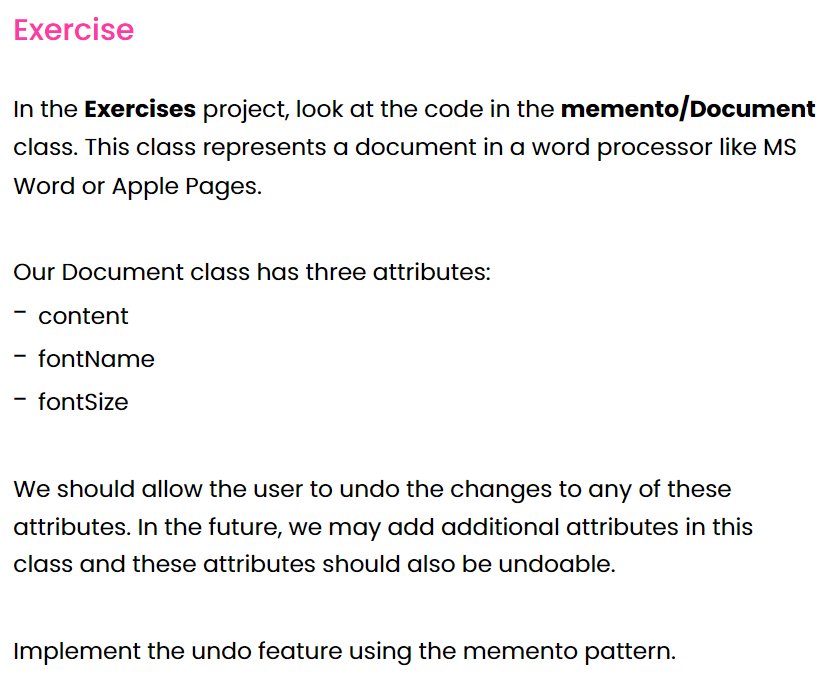 Exercise
In the Exercises project, look at the code in the memento/Document
class. This class represents a document in a word processor like MS
Word or Apple Pages.
Our Document class has three attributes:
- content
- fontName
- fontSize
We should allow the user to undo the changes to any of these
attributes. In the future, we may add additional attributes in this
class and these attributes should also be undoable.
Implement the undo feature using the memento pattern.